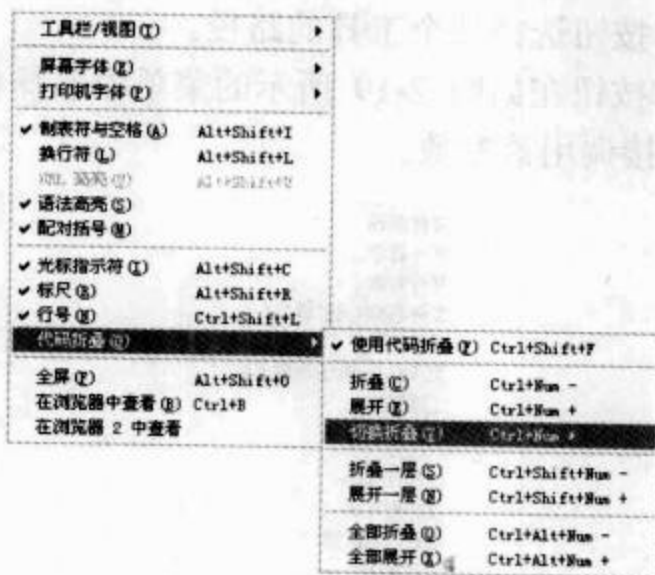 工具栏/视图(T)
屏幕字体(E)
打印机字体(P)
✓ 制表符与空格(A) Alt+Shift+I
换行符(L) Alt+Shift+L
✓ 语法高亮(S)
✓ 配对括号(M)
✓ 光标指示符(I) Alt+Shift+C
✓ 标尺(R) Alt+Shift+R
✓ 行号(N) Ctrl+Shift+L
代码折叠(O)
全屏(F) Alt+Shift+O
在浏览器中查看(B) Ctrl+B
在浏览器 2 中查看
✓ 使用代码折叠(F) Ctrl+Shift+F
折叠(C) Ctrl+Num -
展开(E) Ctrl+Num +
切换折叠(T) Ctrl+Num
折叠一层(S) Ctrl+Shift+Num -
展开一层(N) Ctrl+Shift+Num +
全部折叠(O) Ctrl+Alt+Num -
全部展开(X) Ctrl+Alt+Num +